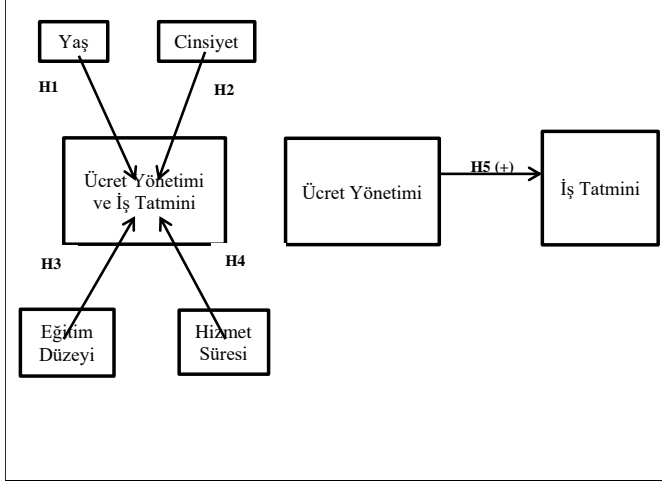 Yaş
Cinsiyet
H1
H2
Ücret Yönetimi
ve İş Tatmini
Ücret Yönetimi
H5 (+)
İş Tatmini
H3
H4
Eğitim
Düzeyi
Hizmet
Süresi